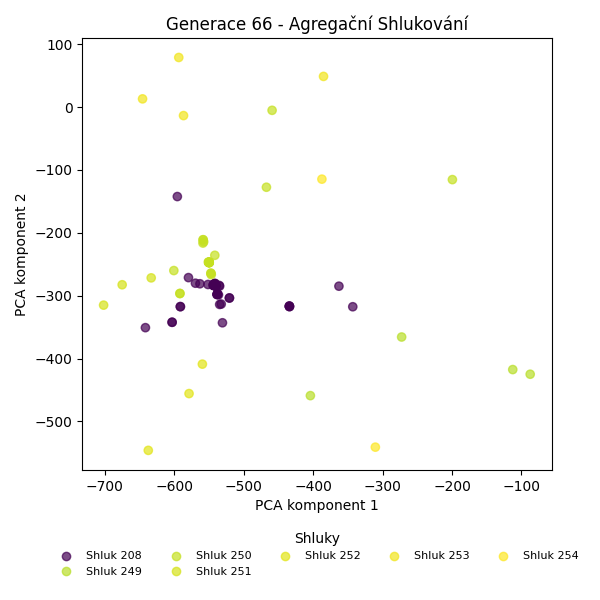 Generace 66 - Agregační Shlukování
100
0
−100
−200
−300
−400
−500
PCA komponent 2
−700 −600 −500 −400 −300 −200 −100
PCA komponent 1
Shluky
Shluk 208 Shluk 250 Shluk 252 Shluk 253 Shluk 254
Shluk 249 Shluk 251